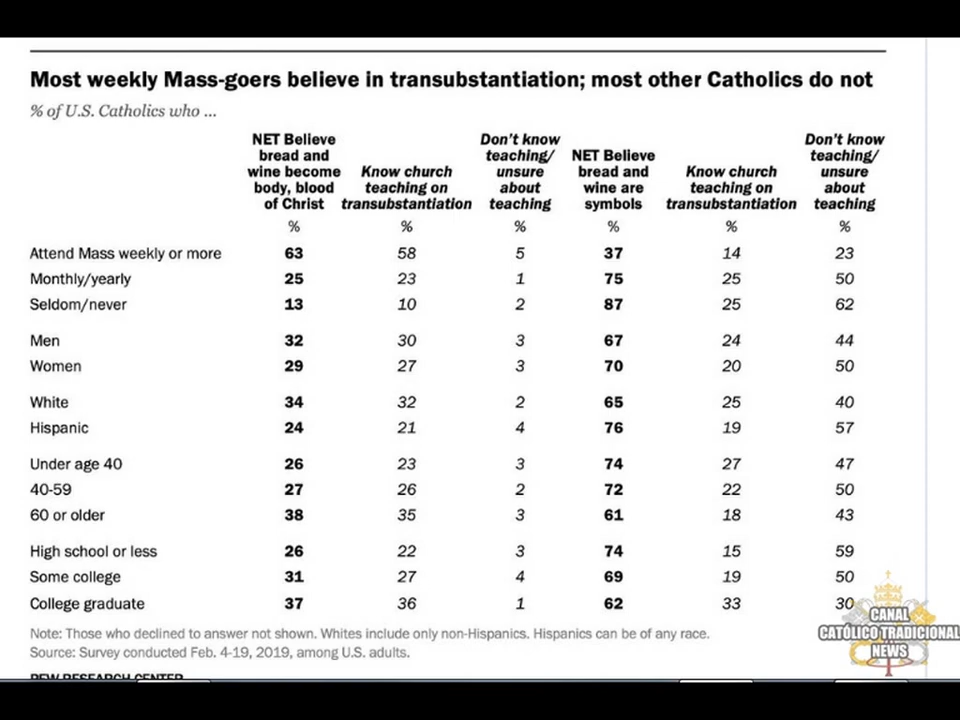 Most weekly Mass-goers believe in transubstantiation; most other Catholics do not
% of U.S. Catholics who ...
NET Believe bread and wine become body, blood of Christ
Know church teaching on transubstantiation
Don't know teaching/ unsure about teaching
NET Believe bread and wine are symbols
Know church teaching on transubstantiation
Don't know teaching/ unsure about teaching
% % % % % %
Attend Mass weekly or more 63 58 5 37 14 23
Monthly/yearly 25 23 1 75 25 50
Seldom/never 13 10 2 87 25 62
Men 32 30 3 67 24 44
Women 29 27 3 70 20 50
White 34 32 2 65 25 40
Hispanic 24 21 4 76 19 57
Under age 40 26 23 3 74 27 47
40-59 27 26 2 72 22 50
60 or older 38 35 3 61 18 43
High school or less 26 22 3 74 15 59
Some college 31 27 4 69 19 50
College graduate 37 36 1 62 33 30
Note: Those who declined to answer not shown. Whites include only non-Hispanics. Hispanics can be of any race.
Source: Survey conducted Feb. 4-19, 2019, among U.S. adults.
PEW RESEARCH CENTER
CANAL
CATÓLICO TRADICIONAL
NEWS